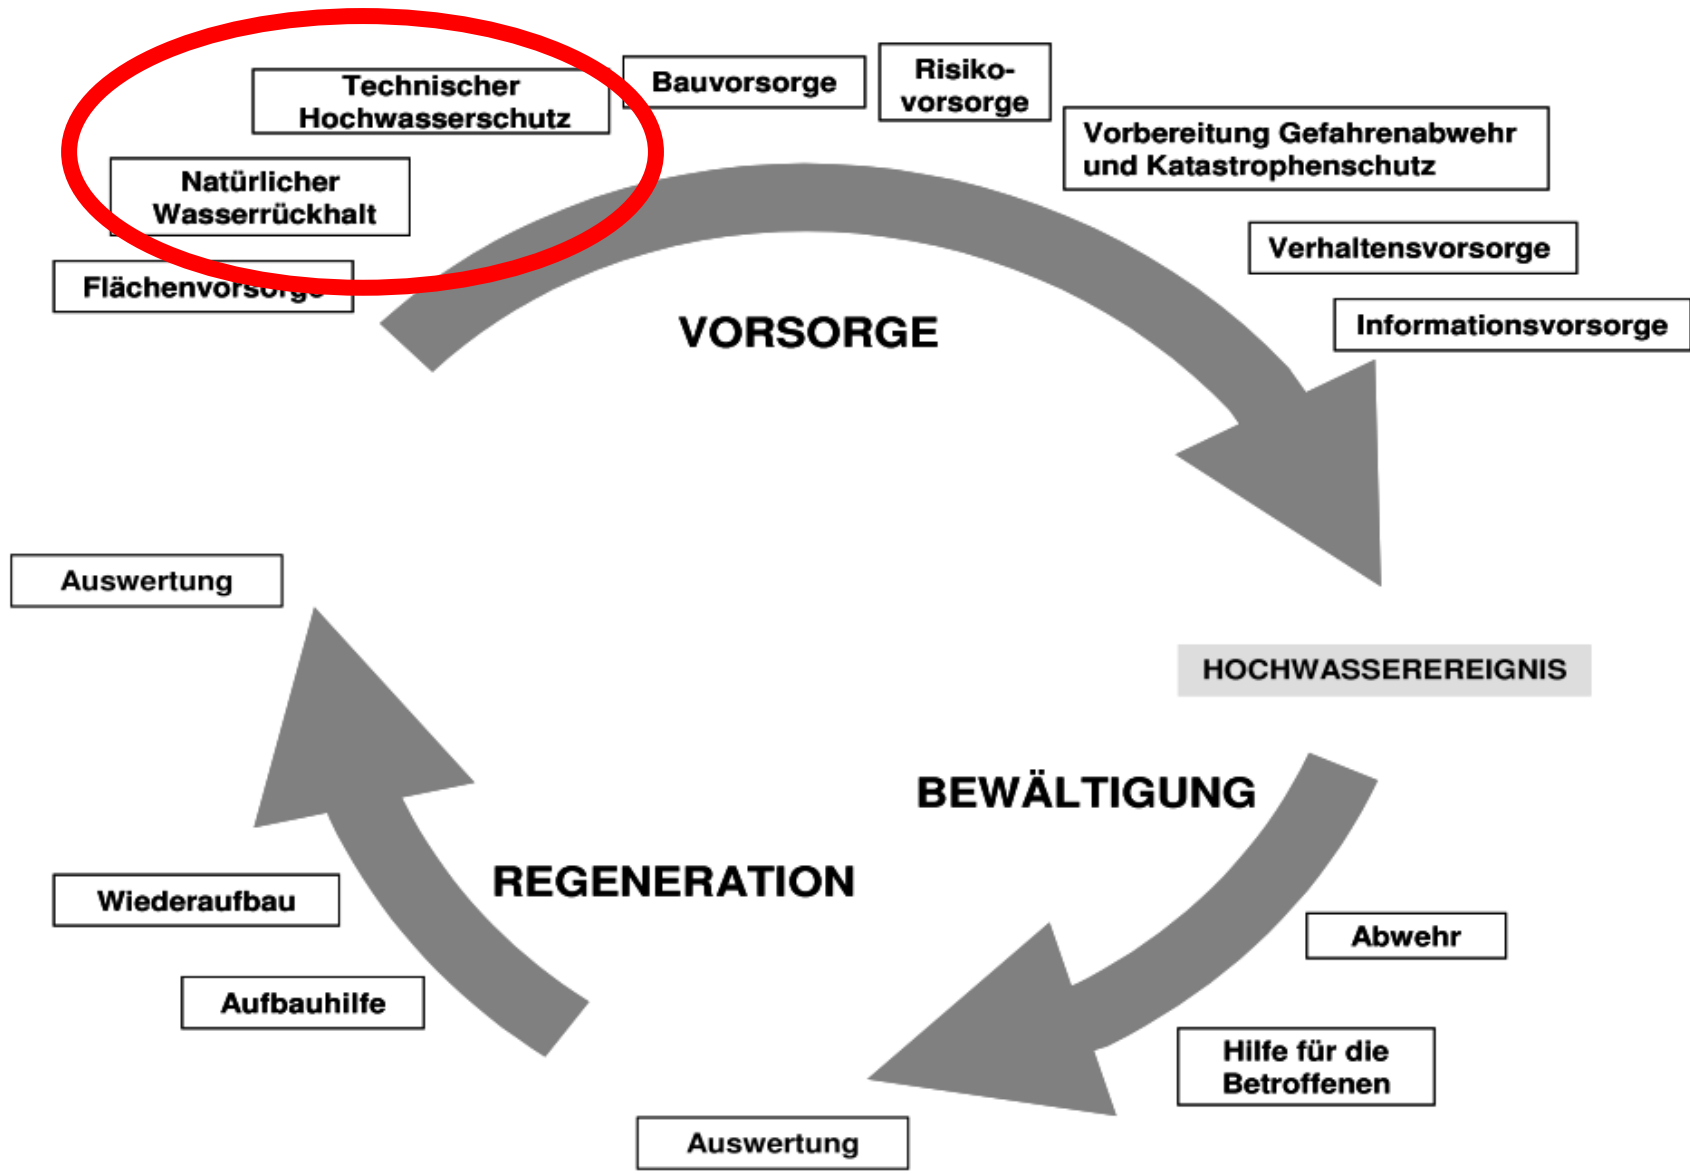 Technischer
Hochwasserschutz
Bauvorsorge
Risiko-
vorsorge
Vorbereitung Gefahrenabwehr
und Katastrophenschutz
Natürlicher
Wasserrückhalt
Verhaltensvorsorge
Flächenvorsorge
Informationsvorsorge
VORSORGE
Auswertung
HOCHWASSEREREIGNIS
BEWÄLTIGUNG
REGENERATION
Wiederaufbau
Abwehr
Aufbauhilfe
Hilfe für die
Betroffenen
Auswertung